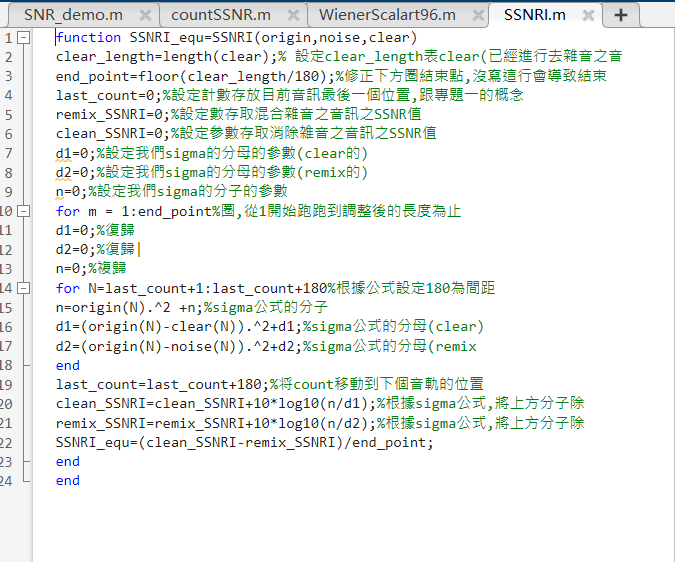 SNR_demo.m countSSNR.m WienerScalart96.m SSNRI.m
1 function SSNRI_equ=SSNRI(origin,noise,clear)
2 clear_length=length(clear);% 設定clear_length表clear(已經進行去雜音之音
3 end_point=floor(clear_length/180);%修正下方圈結束點,沒寫這行會導致結束
4 last_count=0;%設定計數存放目前音訊最後一個位置,跟專題一的概念
5 remix_SSNRI=0;%設定數存取混合雜音之音訊之SSNR值
6 clean_SSNRI=0;%設定參數存取消除雜音之音訊之SSNR值
7 d1=0;%設定我們sigma的分母的參數(clear的)
8 d2=0;%設定我們sigma的分母的參數(remix的)
9 n=0;%設定我們sigma的分子的參數
10 for m = 1:end_point%圈,從1開始跑跑到調整後的長度為止
11 d1=0;%復歸
12 d2=0;%復歸
13 n=0;%複歸
14 for N=last_count+1:last_count+180%根據公式設定180為間距
15 n=origin(N).^2 +n;%sigma公式的分子
16 d1=(origin(N)-clear(N)).^2+d1;%sigma公式的分母(clear)
17 d2=(origin(N)-noise(N)).^2+d2;%sigma公式的分母(remix
18 end
19 last_count=last_count+180;%将count移動到下個音軌的位置
20 clean_SSNRI=clean_SSNRI+10*log10(n/d1);%根據sigma公式,將上方分子除
21 remix_SSNRI=remix_SSNRI+10*log10(n/d2);%根據sigma公式,將上方分子除
22 SSNRI_equ=(clean_SSNRI-remix_SSNRI)/end_point;
23 end
24 end